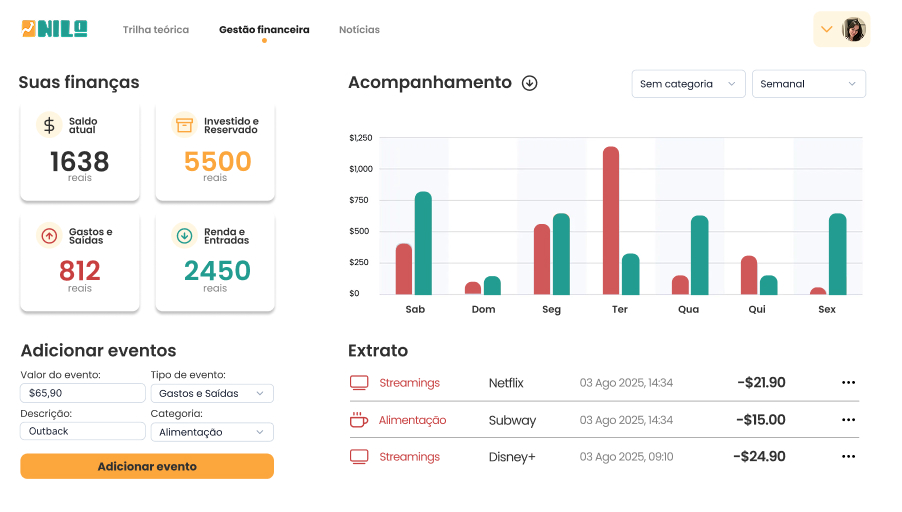 NILO
Trilha teórica
Gestão financeira
Notícias
Suas finanças
Saldo
atual
1638
reais
Investido e
Reservado
5500
reais
Gastos e
Saídas
812
reais
Renda e
Entradas
2450
reais
Acompanhamento
Sem categoria
Semanal
$1,250
$1,000
$750
$500
$250
$0
Sab
Dom
Seg
Ter
Qua
Qui
Sex
Adicionar eventos
Valor do evento:
Tipo de evento:
$65,90
Gastos e Saídas
Descrição:
Categoria:
Outback
Alimentação
Adicionar evento
Extrato
Streamings Netflix 03 Ago 2025, 14:34 -$21.90
Alimentação Subway 03 Ago 2025, 14:34 -$15.00
Streamings Disney+ 03 Ago 2025, 09:10 -$24.90